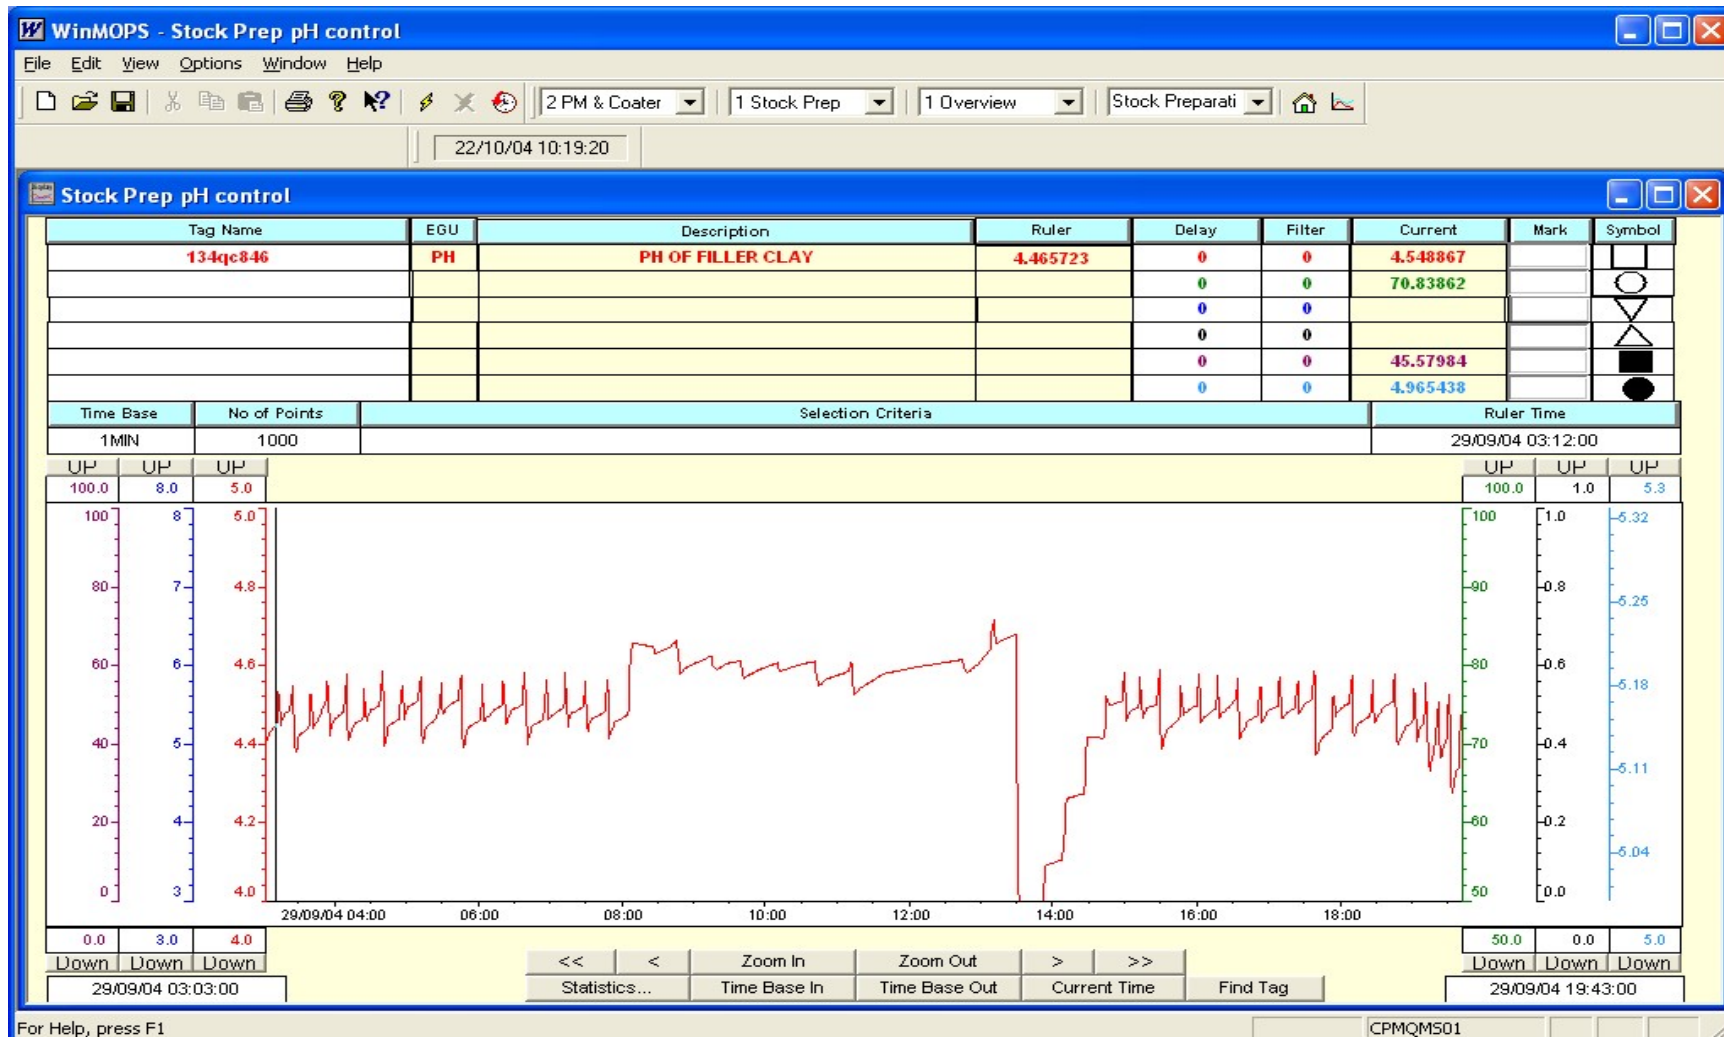 WinMOPS - Stock Prep pH control
File Edit View Options Window Help
2 PM & Coater 1 Stock Prep 1 Overview Stock Preparati
22/10/04 10:19:20
Stock Prep pH control
Tag Name EGU Description Ruler Delay Filter Current Mark Symbol
134qc846 PH PH OF FILLER CLAY 4.465723 0 0 4.548867
0 0 70.83862
0 0
0 0
0 0 45.57984
0 0 4.965438
Time Base No of Points Selection Criteria Ruler Time
1MIN 1000 29/09/04 03:12:00
UP UP UP UP UP UP
100.0 8.0 5.0 100.0 1.0 5.3
100 8 5.0 100 1.0 5.32
80 7 4.8 90 0.8 5.25
60 6 4.6 80 0.6 5.18
40 5 4.4 70 0.4 5.11
20 4 4.2 60 0.2 5.04
0 3 4.0 50 0.0
29/09/04 04:00 06:00 08:00 10:00 12:00 14:00 16:00 18:00
0.0 3.0 4.0 50.0 0.0 5.0
Down Down Down << < Zoom In Zoom Out > >> Down Down Down
29/09/04 03:03:00 Statistics... Time Base In Time Base Out Current Time Find Tag 29/09/04 19:43:00
For Help, press F1 CPMQMS01